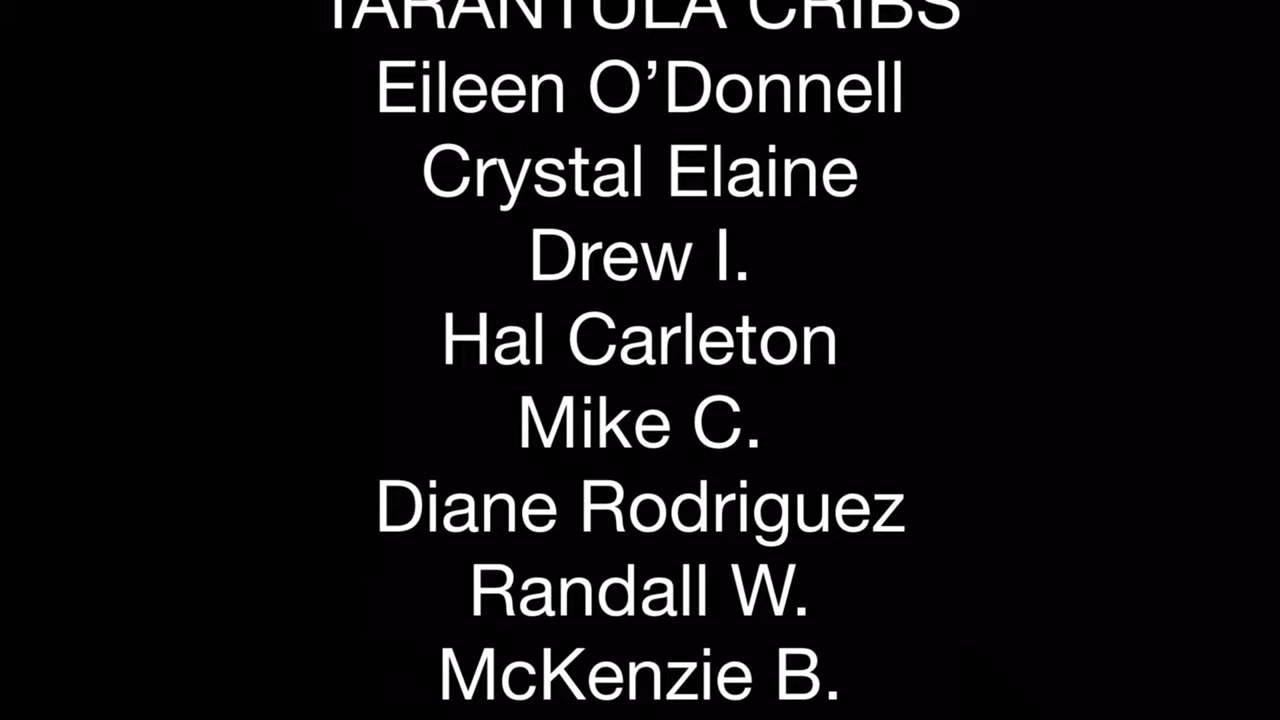 TARANTULA CRIBS
Eileen O’Donnell
Crystal Elaine
Drew I.
Hal Carleton
Mike C.
Diane Rodriguez
Randall W.
McKenzie B.